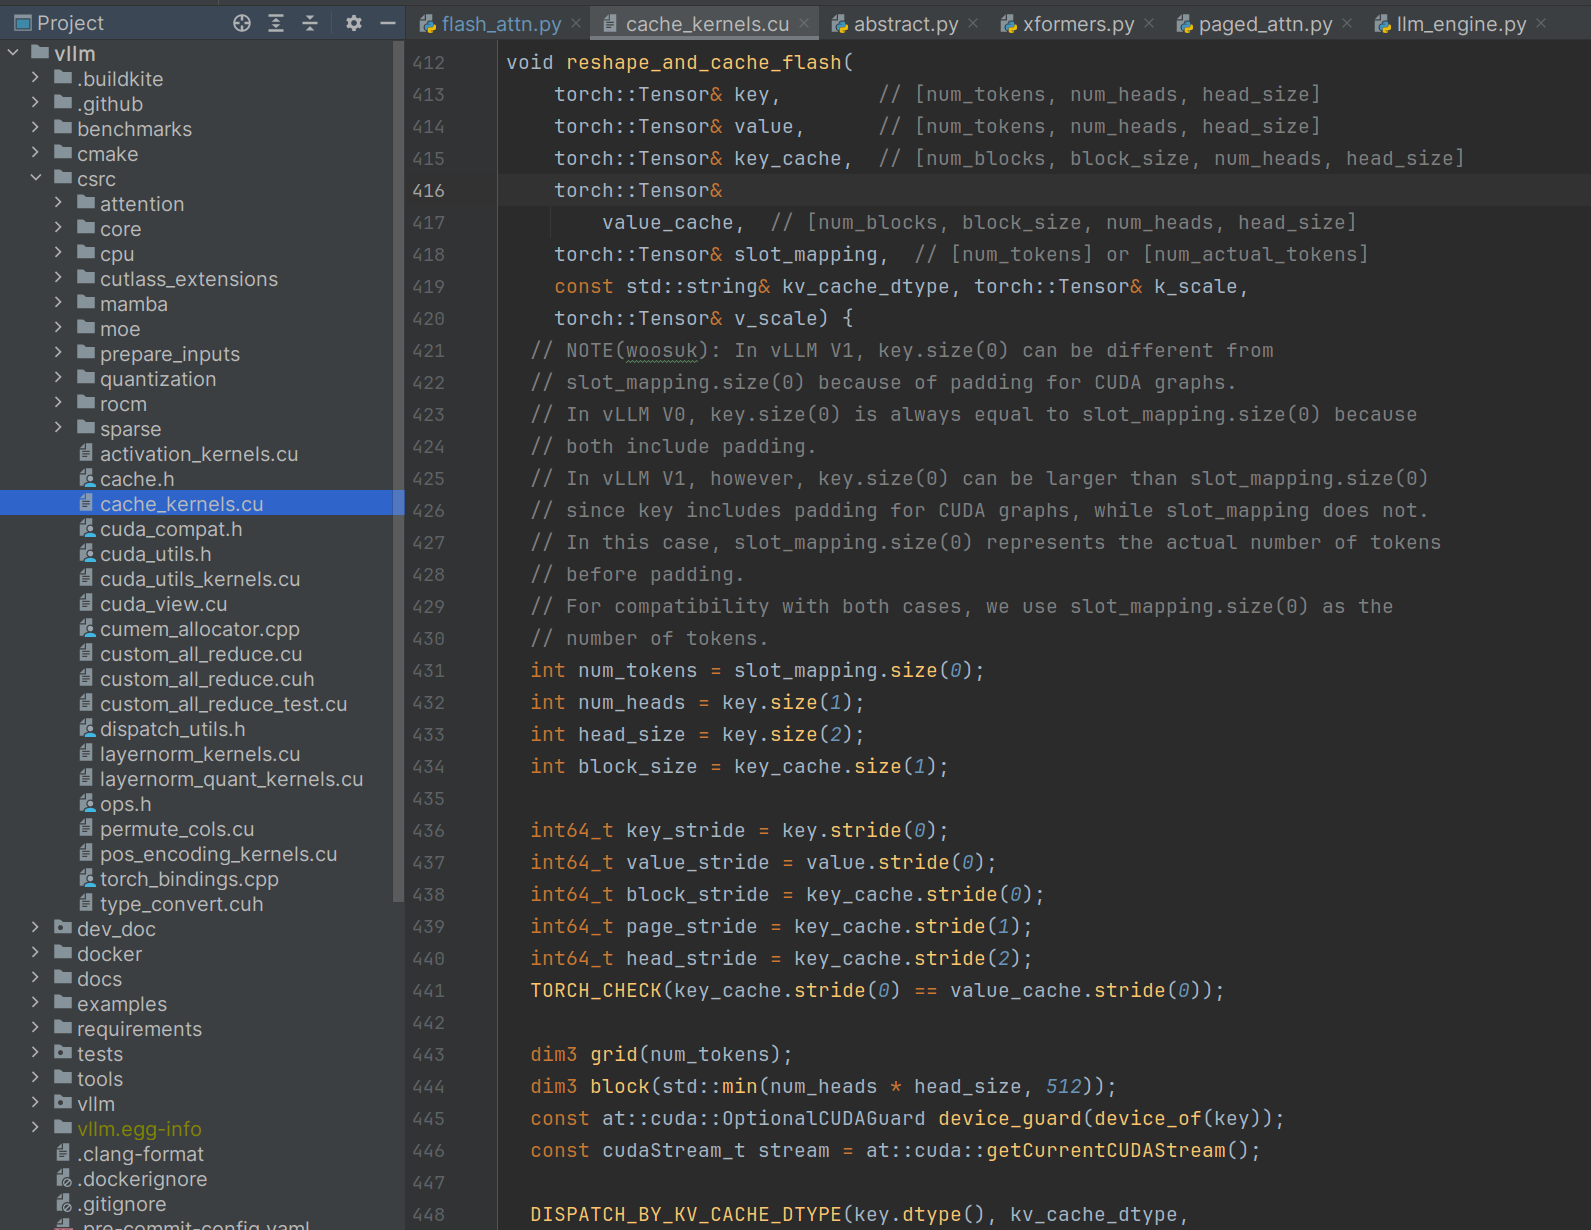 Project
flash_attn.py
cache_kernels.cu
abstract.py
xformers.py
paged_attn.py
llm_engine.py
vllm
.buildkite
.github
benchmarks
cmake
csrc
attention
core
cpu
cutlass_extensions
mamba
moe
prepare_inputs
quantization
rocm
sparse
activation_kernels.cu
cache.h
cache_kernels.cu
cuda_compat.h
cuda_utils.h
cuda_utils_kernels.cu
cuda_view.cu
cumem_allocator.cpp
custom_all_reduce.cu
custom_all_reduce.cuh
custom_all_reduce_test.cu
dispatch_utils.h
layernorm_kernels.cu
layernorm_quant_kernels.cu
ops.h
permute_cols.cu
pos_encoding_kernels.cu
torch_bindings.cpp
type_convert.cuh
dev_doc
docker
docs
examples
requirements
tests
tools
vllm
vllm.egg-info
.clang-format
.dockerignore
.gitignore
.pre-commit-config.yaml
412 void reshape_and_cache_flash(
413 torch::Tensor& key, // [num_tokens, num_heads, head_size]
414 torch::Tensor& value, // [num_tokens, num_heads, head_size]
415 torch::Tensor& key_cache, // [num_blocks, block_size, num_heads, head_size]
416 torch::Tensor&
417 value_cache, // [num_blocks, block_size, num_heads, head_size]
418 torch::Tensor& slot_mapping, // [num_tokens] or [num_actual_tokens]
419 const std::string& kv_cache_dtype, torch::Tensor& k_scale,
420 torch::Tensor& v_scale) {
421 // NOTE(woosuk): In vLLM V1, key.size(0) can be different from
422 // slot_mapping.size(0) because of padding for CUDA graphs.
423 // In vLLM V0, key.size(0) is always equal to slot_mapping.size(0) because
424 // both include padding.
425 // In vLLM V1, however, key.size(0) can be larger than slot_mapping.size(0)
426 // since key includes padding for CUDA graphs, while slot_mapping does not.
427 // In this case, slot_mapping.size(0) represents the actual number of tokens
428 // before padding.
429 // For compatibility with both cases, we use slot_mapping.size(0) as the
430 // number of tokens.
431 int num_tokens = slot_mapping.size(0);
432 int num_heads = key.size(1);
433 int head_size = key.size(2);
434 int block_size = key_cache.size(1);
435
436 int64_t key_stride = key.stride(0);
437 int64_t value_stride = value.stride(0);
438 int64_t block_stride = key_cache.stride(0);
439 int64_t page_stride = key_cache.stride(1);
440 int64_t head_stride = key_cache.stride(2);
441 TORCH_CHECK(key_cache.stride(0) == value_cache.stride(0));
442
443 dim3 grid(num_tokens);
444 dim3 block(std::min(num_heads * head_size, 512));
445 const at::cuda::OptionalCUDAGuard device_guard(device_of(key));
446 const cudaStream_t stream = at::cuda::getCurrentCUDAStream();
447
448 DISPATCH_BY_KV_CACHE_DTYPE(key.dtype(), kv_cache_dtype,